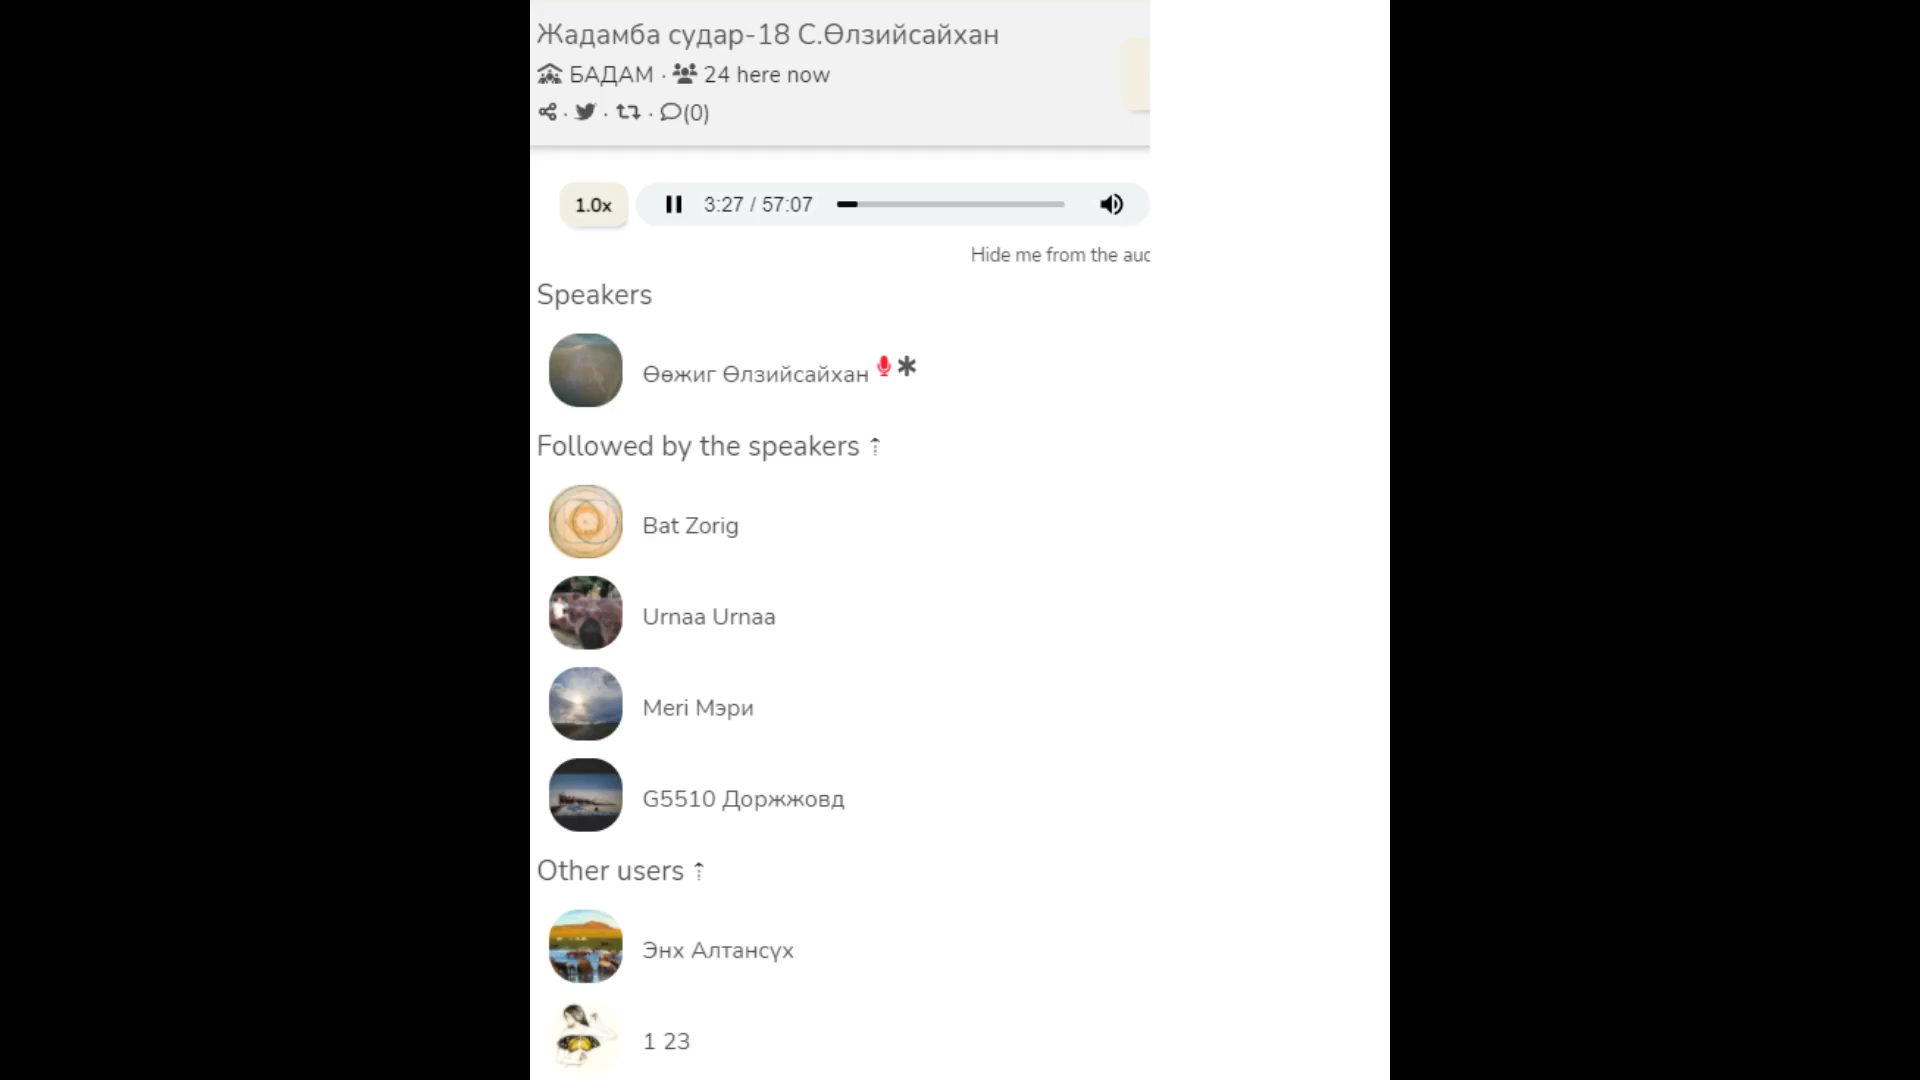 Жадамба судар-18 С.Өлзийсайхан
БАДАМ · 24 here now
· · · (0)
1.0x 3:27 / 57:07
Hide me from the auc
Speakers
Өөжиг Өлзийсайхан
Followed by the speakers
Bat Zorig
Urnaa Urnaa
Meri Мэри
G5510 Доржжовд
Other users
Энх Алтансүх
1 23